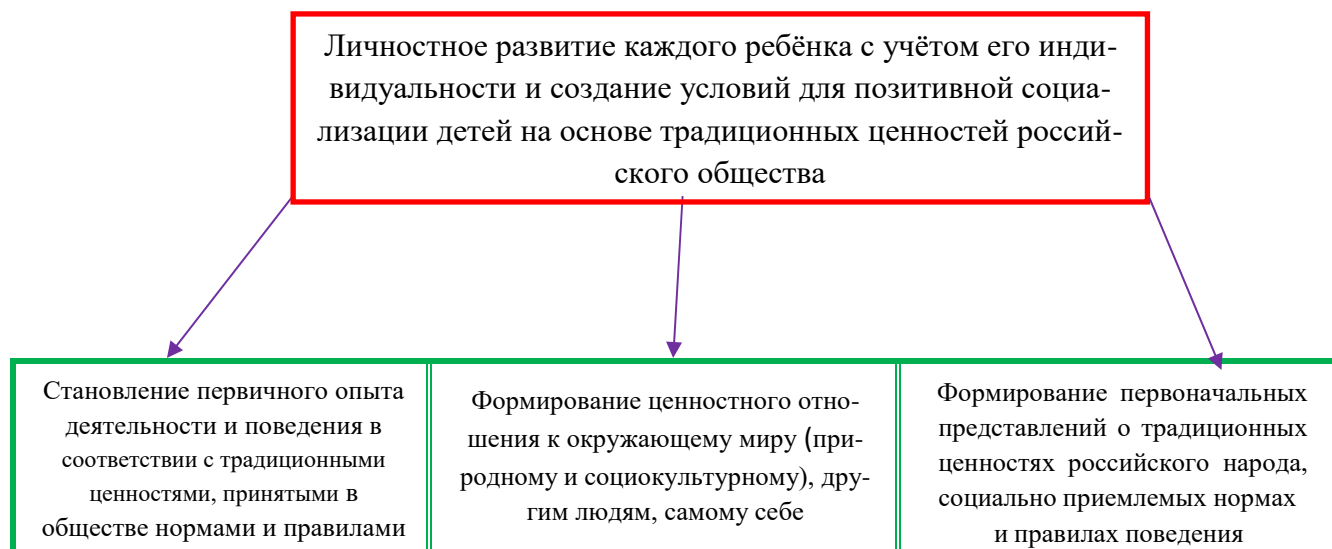 Личностное развитие каждого ребёнка с учётом его инди-
видуальности и создание условий для позитивной социа-
лизации детей на основе традиционных ценностей россий-
ского общества
Становление первичного опыта
деятельности и поведения в
соответствии с традиционными
ценностями, принятыми в
обществе нормами и правилами
Формирование ценностного отно-
шения к окружающему миру (при-
родному и социокультурному), дру-
гим людям, самому себе
Формирование первоначальных
представлений о традиционных
ценностях российского народа,
социально приемлемых нормах
и правилах поведения